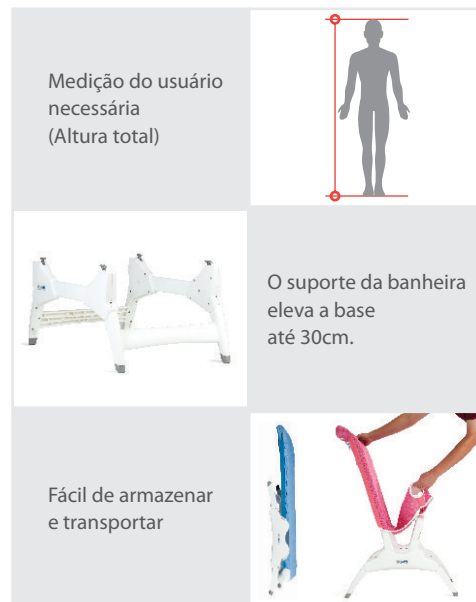 Medição do usuário
necessária
(Altura total)
O suporte da banheira
eleva a base
até 30cm.
Fácil de armazenar
e transportar